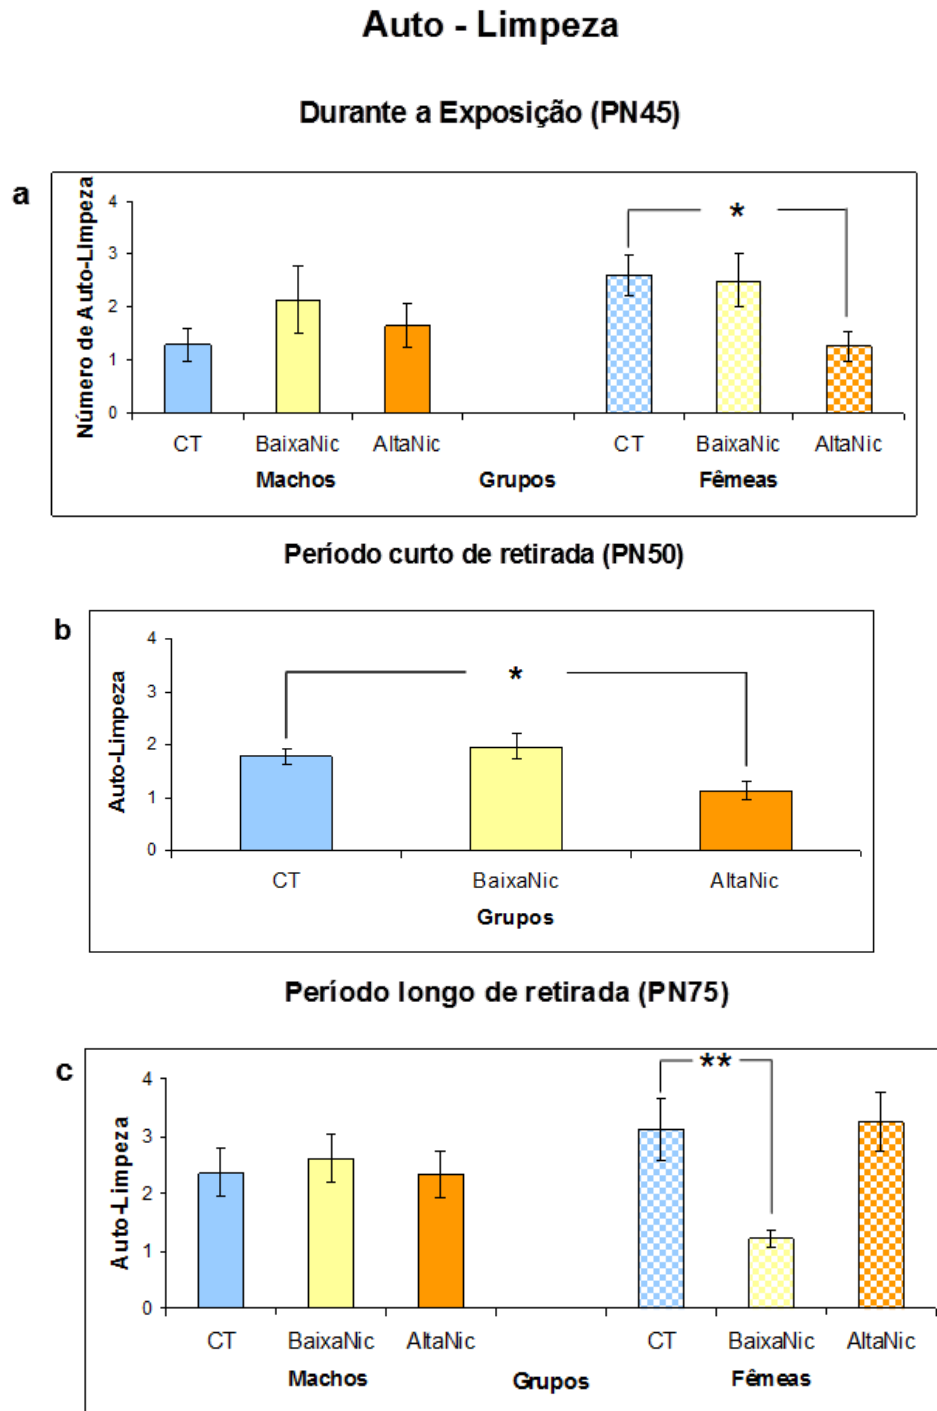 Auto - Limpeza
Durante a Exposição (PN45)
a
Número de Auto-Limpeza
4
3
2
1
0
*
CT BaixaNic AltaNic CT BaixaNic AltaNic
Machos Grupos Fêmeas
Período curto de retirada (PN50)
b
Auto-Limpeza
4
3
2
1
0
*
CT BaixaNic AltaNic
Grupos
Período longo de retirada (PN75)
c
Auto-Limpeza
4
3
2
1
0
**
CT BaixaNic AltaNic CT BaixaNic AltaNic
Machos Grupos Fêmeas